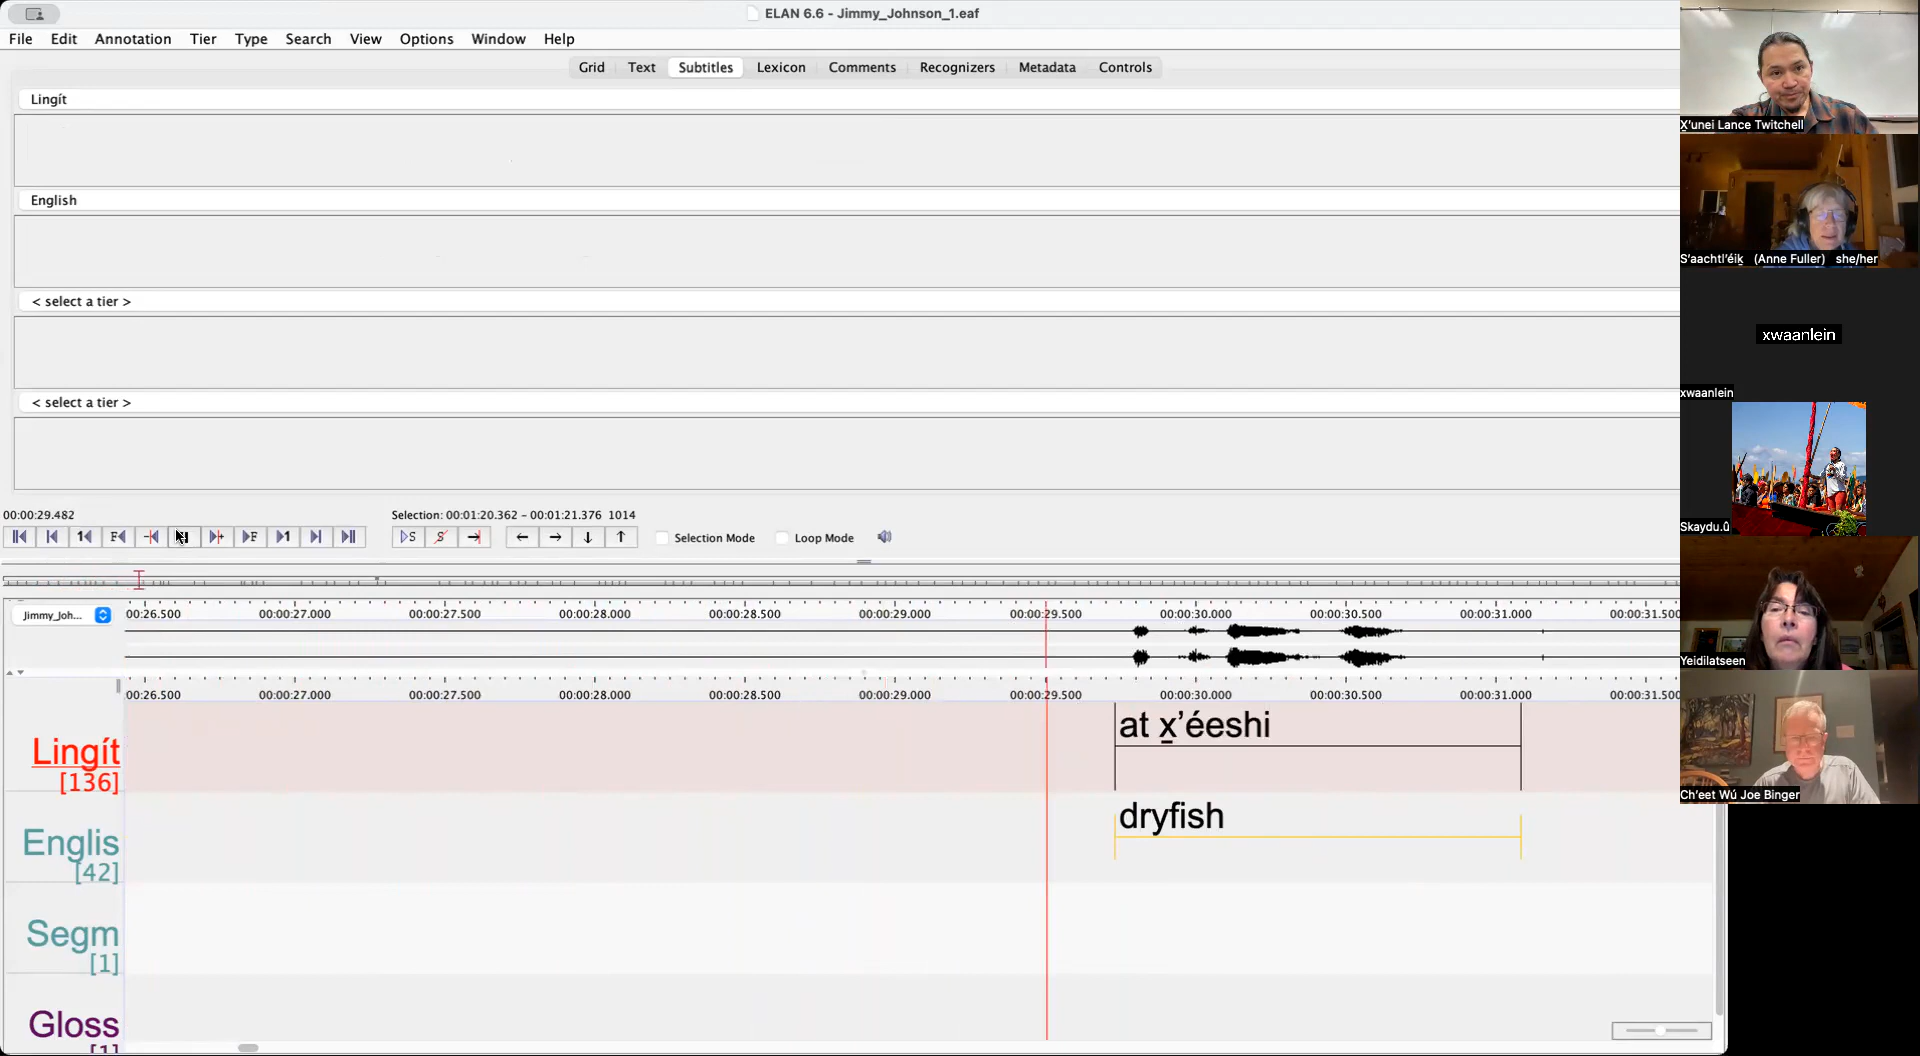 ELAN 6.6 - Jimmy_Johnson_1.eaf
File Edit Annotation Tier Type Search View Options Window Help
Grid Text Subtitles Lexicon Comments Recognizers Metadata Controls
Lingít
English
< select a tier >
< select a tier >
00:00:29.482
Selection: 00:01:20.362 - 00:01:21.376 1014
Selection Mode
Loop Mode
Jimmy_Joh...
00:26.500 00:00:27.000 00:00:27.500 00:00:28.000 00:00:28.500 00:00:29.000 00:00:29.500 00:00:30.000 00:00:30.500 00:00:31.000 00:00:31.500
00:26.500 00:00:27.000 00:00:27.500 00:00:28.000 00:00:28.500 00:00:29.000 00:00:29.500 00:00:30.000 00:00:30.500 00:00:31.000 00:00:31.500
Lingít
[136]
at x̱’éeshi
Englis
[42]
dryfish
Segm
[1]
Gloss
[1]
X̱'unei Lance Twitchell
S'aachtl'éiḵ (Anne Fuller) she/her
xwaanlein
xwaanlein
Skaydu.û
Yeidilatseen
Ch'eet Wú Joe Binger